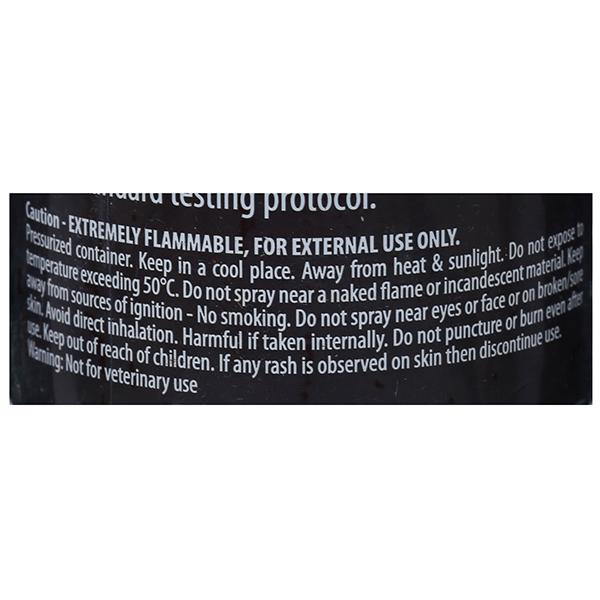 testing protocol.
Caution - EXTREMELY FLAMMABLE, FOR EXTERNAL USE ONLY.
Pressurized container. Keep in a cool place. Away from heat & sunlight. Do not expose to
temperature exceeding 50°C. Do not spray near a naked flame or incandescent material. Keep
away from sources of ignition - No smoking. Do not spray near eyes or face or on broken/sore
skin. Avoid direct inhalation. Harmful if taken internally. Do not puncture or burn even after
use. Keep out of reach of children. If any rash is observed on skin then discontinue use.
Warning: Not for veterinary use